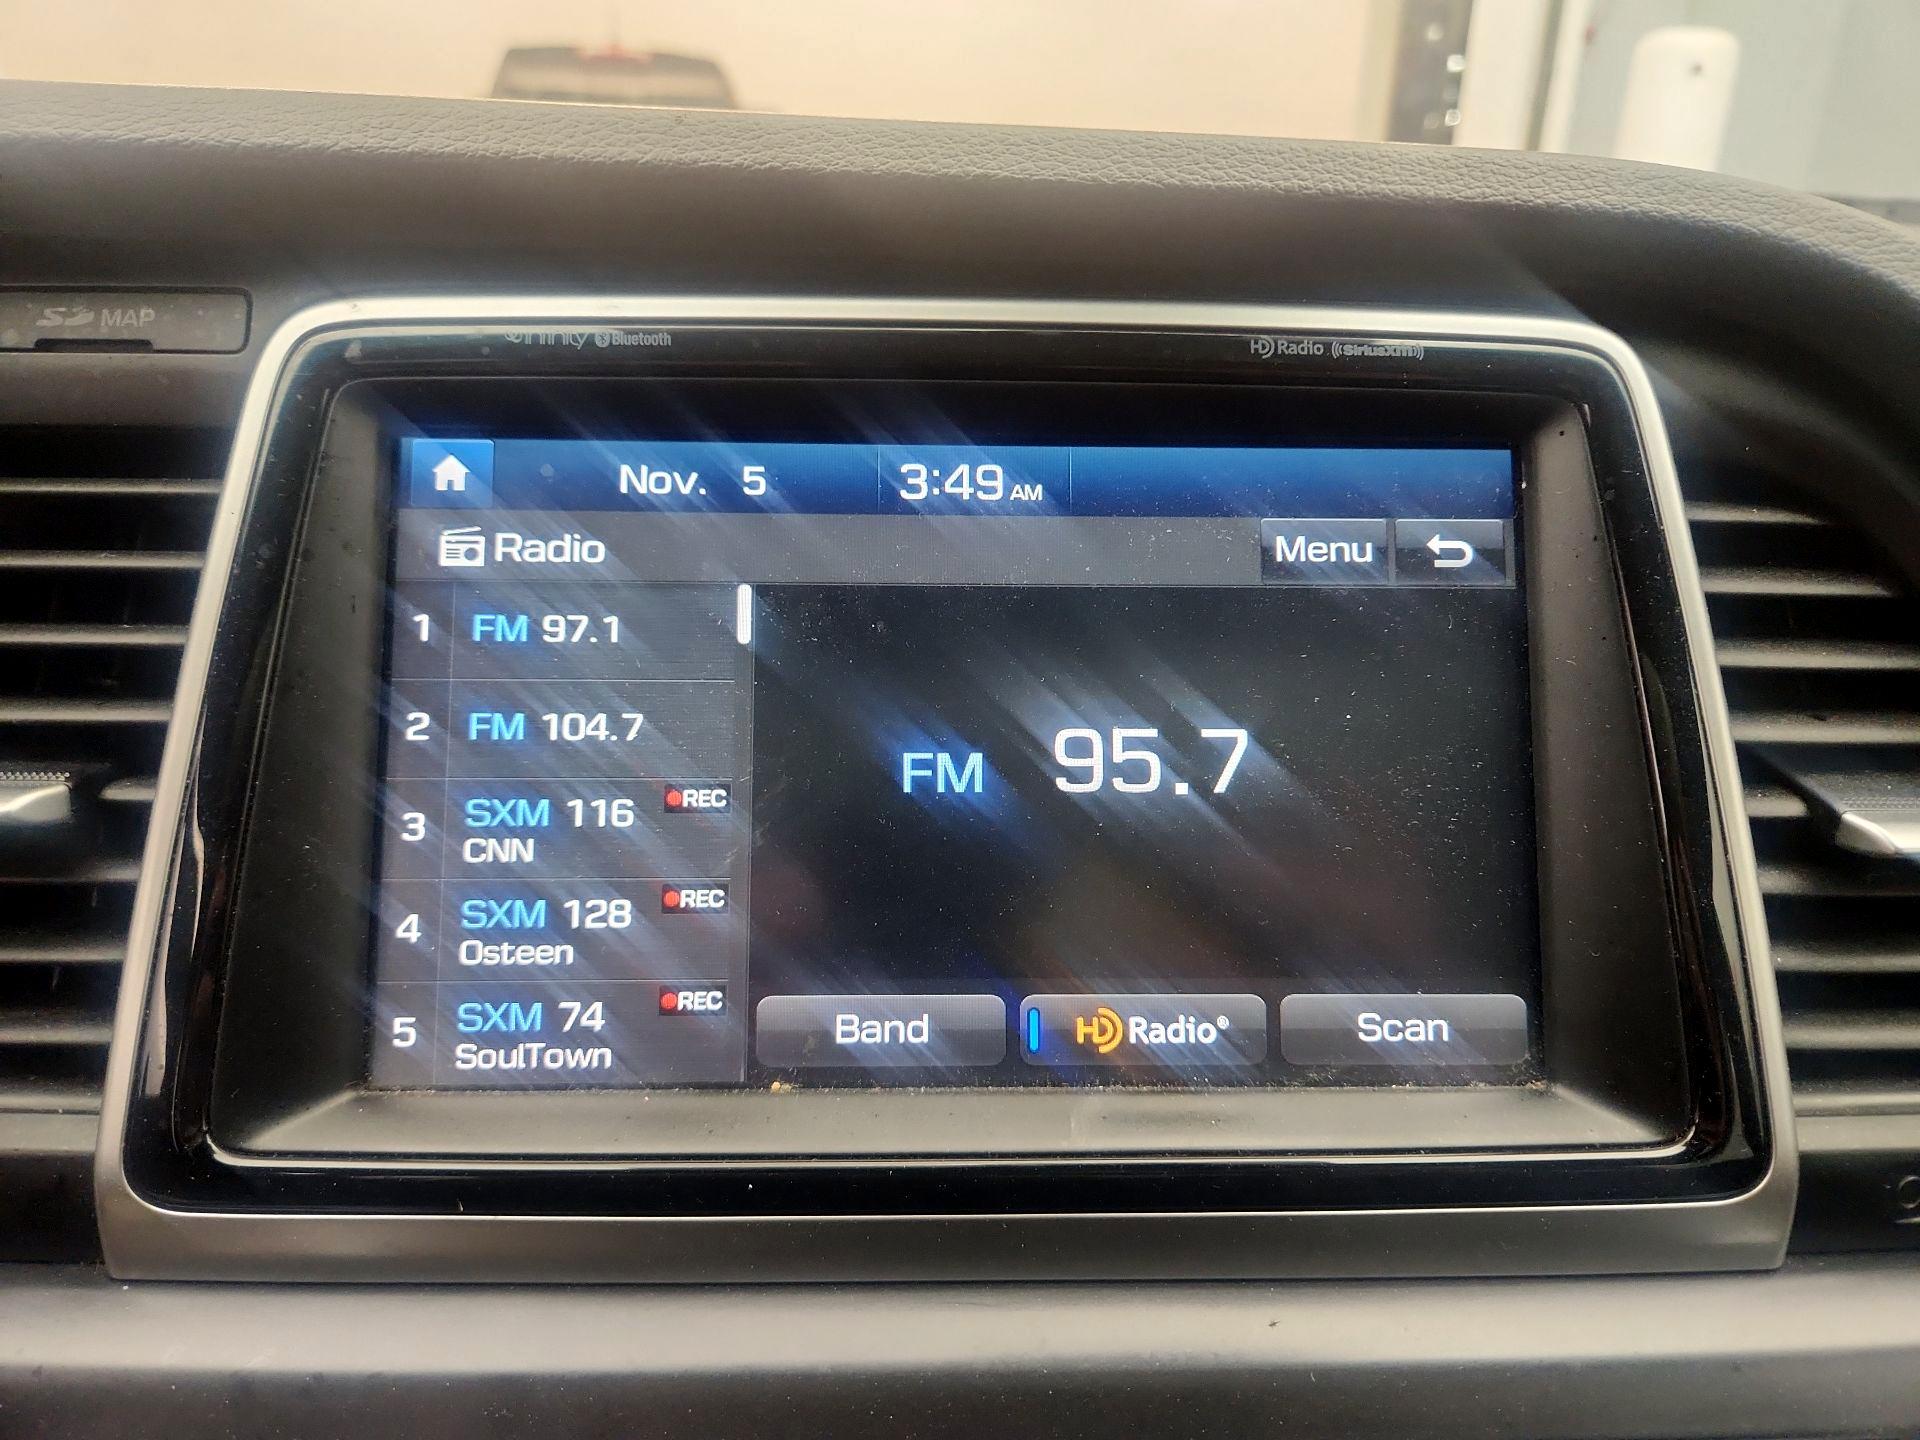 SD MAP
infinity Bluetooth
HD Radio ((SiriusXM))
Nov. 5 3:49 AM
Radio
Menu
1 FM 97.1
2 FM 104.7
3 SXM 116 REC
CNN
4 SXM 128 REC
Osteen
5 SXM 74 REC
SoulTown
FM 95.7
Band
HD Radio®
Scan